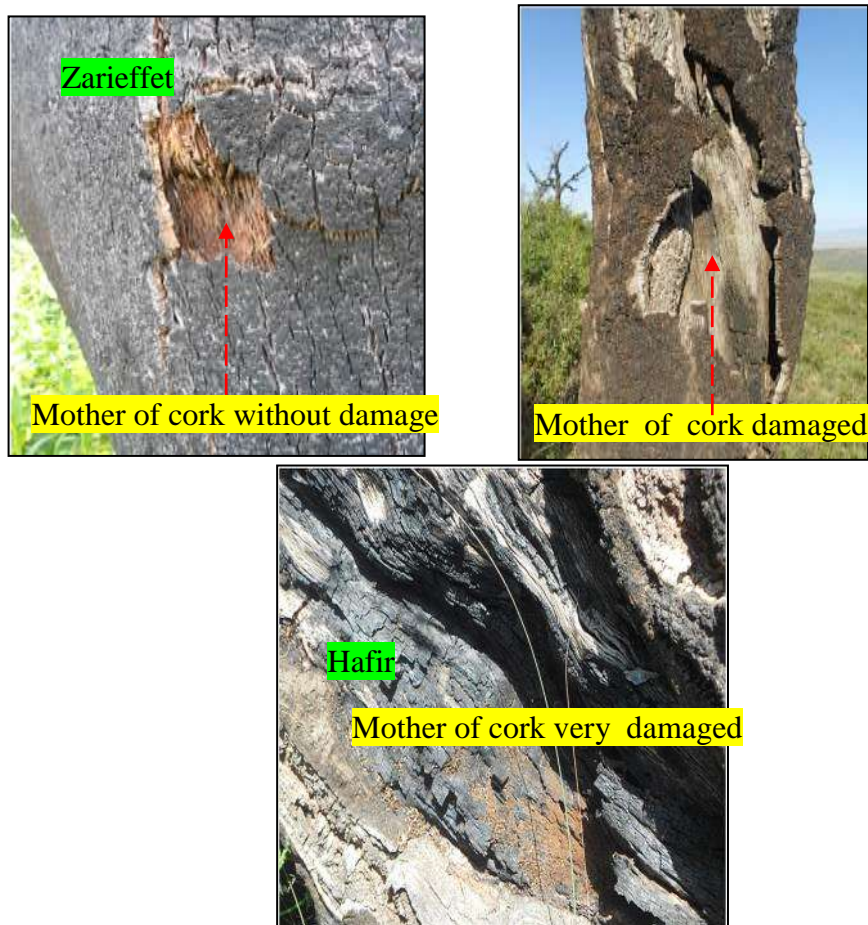 Zarieffet
Mother of cork without damage
Mother of cork damaged
Hafir
Mother of cork very damaged